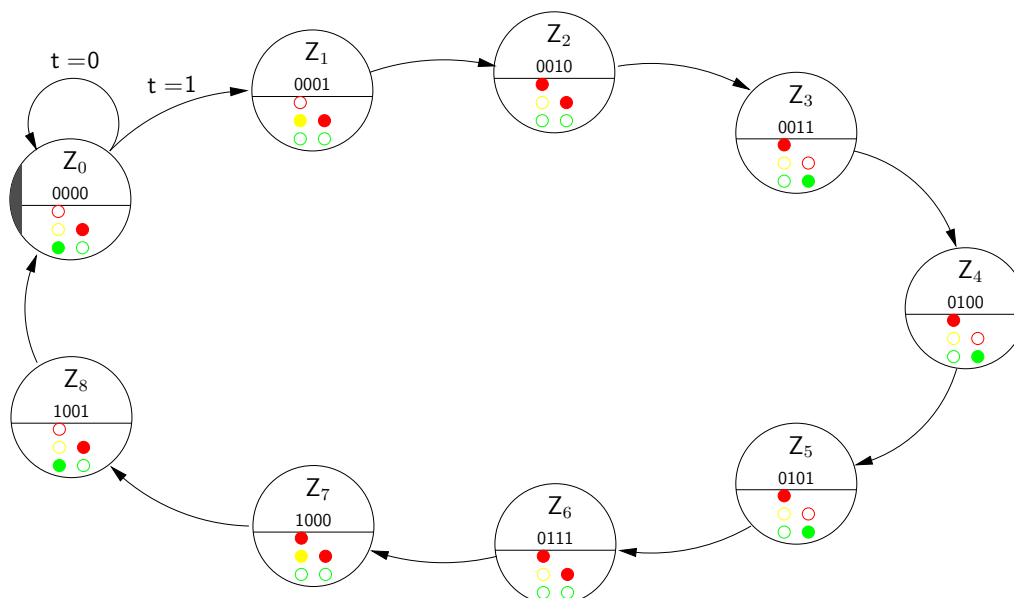 t =0
t =1
Z₀
0000
Z₁
0001
Z₂
0010
Z₃
0011
Z₄
0100
Z₅
0101
Z₆
0111
Z₇
1000
Z₈
1001